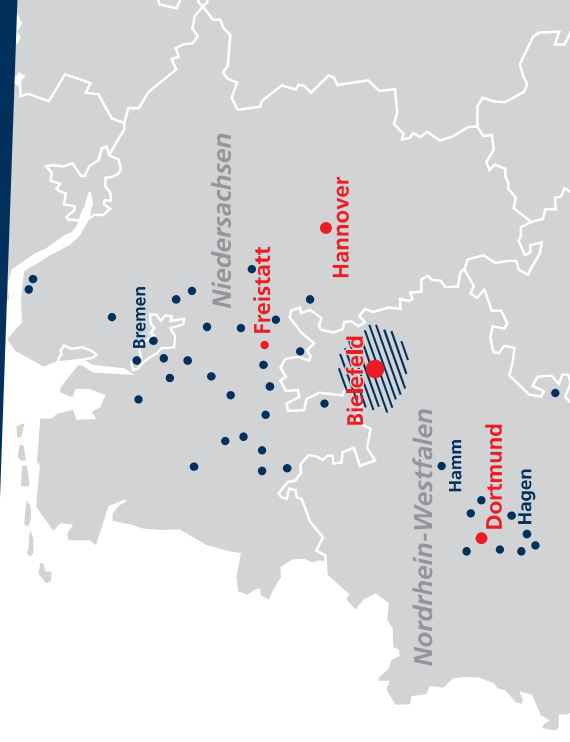 Bremen
Niedersachsen
Freistatt
Hannover
Bielefeld
Nordrhein-Westfalen
Hamm
Dortmund
Hagen